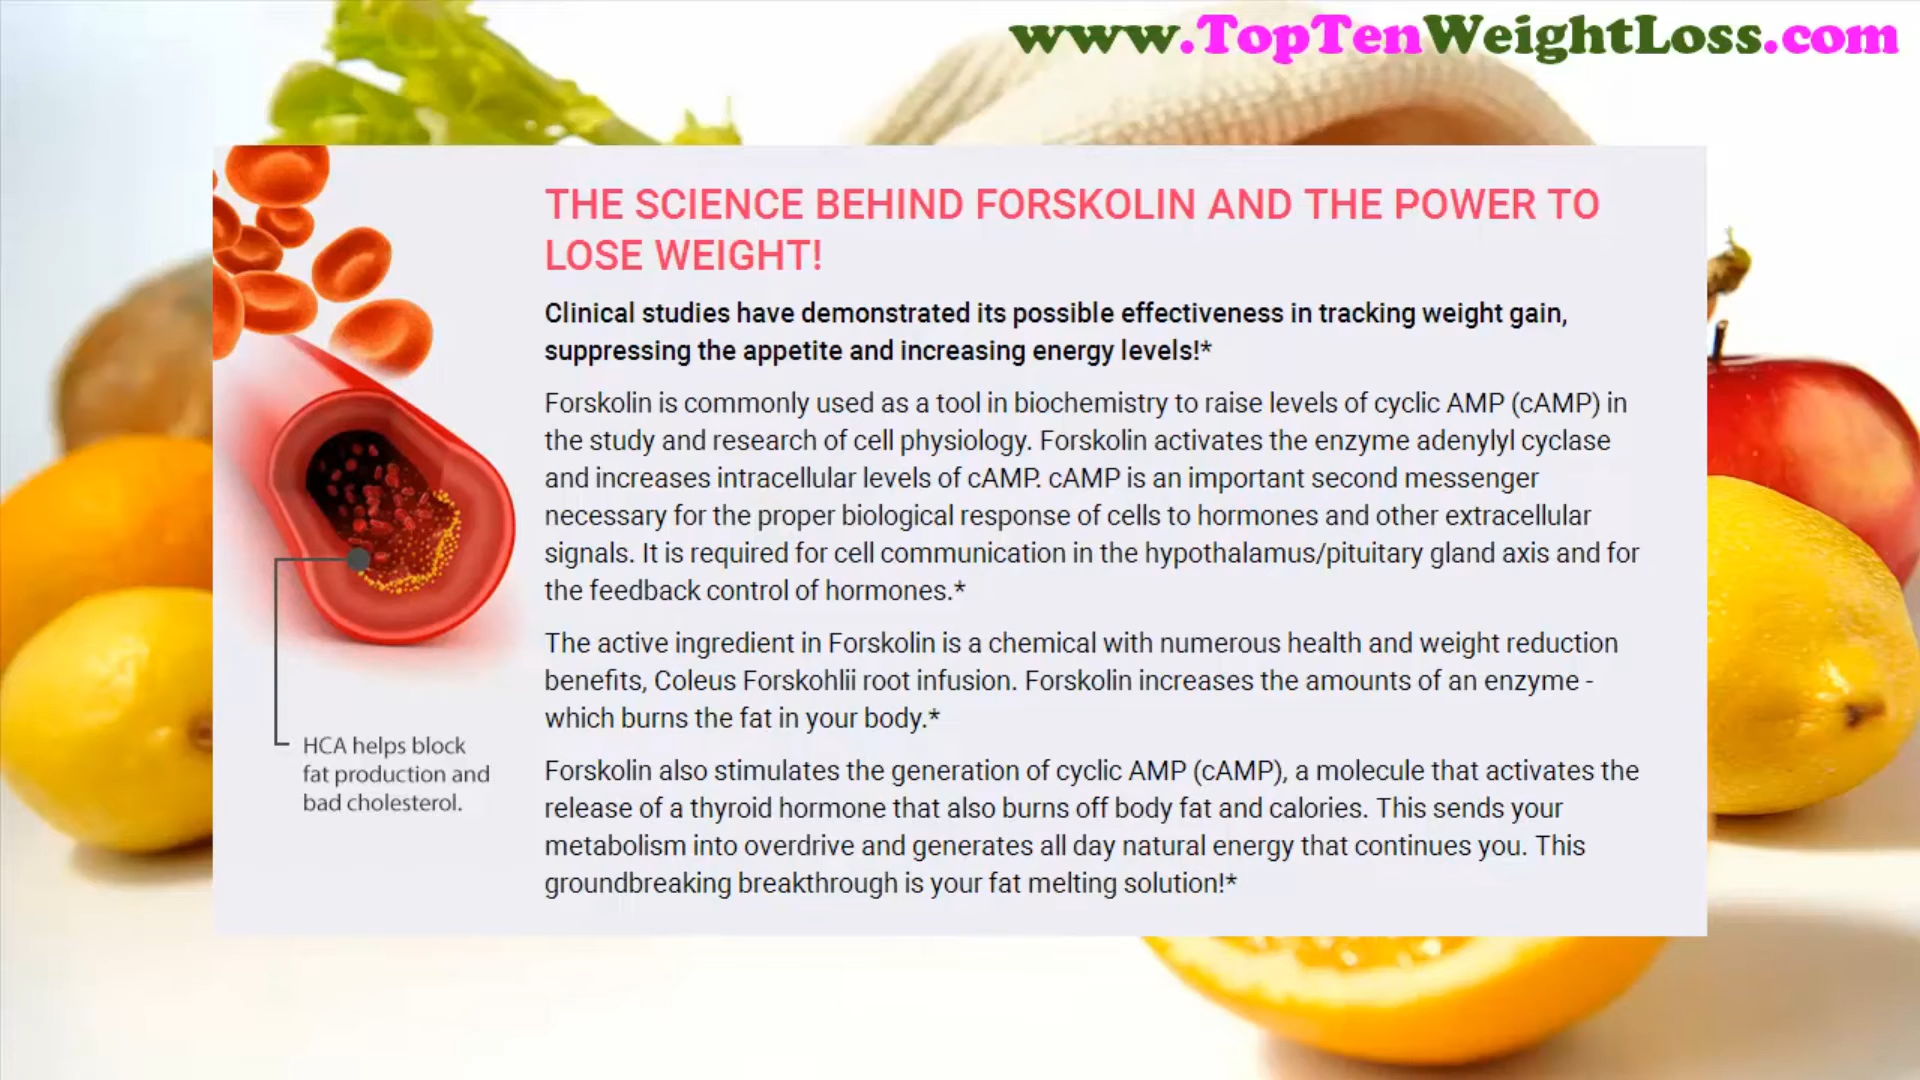 www.TopTenWeightLoss.com
THE SCIENCE BEHIND FORSKOLIN AND THE POWER TO
LOSE WEIGHT!
Clinical studies have demonstrated its possible effectiveness in tracking weight gain,
suppressing the appetite and increasing energy levels!*
Forskolin is commonly used as a tool in biochemistry to raise levels of cyclic AMP (cAMP) in
the study and research of cell physiology. Forskolin activates the enzyme adenylyl cyclase
and increases intracellular levels of cAMP. cAMP is an important second messenger
necessary for the proper biological response of cells to hormones and other extracellular
signals. It is required for cell communication in the hypothalamus/pituitary gland axis and for
the feedback control of hormones.*
The active ingredient in Forskolin is a chemical with numerous health and weight reduction
benefits, Coleus Forskohlii root infusion. Forskolin increases the amounts of an enzyme -
which burns the fat in your body.*
Forskolin also stimulates the generation of cyclic AMP (cAMP), a molecule that activates the
release of a thyroid hormone that also burns off body fat and calories. This sends your
metabolism into overdrive and generates all day natural energy that continues you. This
groundbreaking breakthrough is your fat melting solution!*
HCA helps block
fat production and
bad cholesterol.